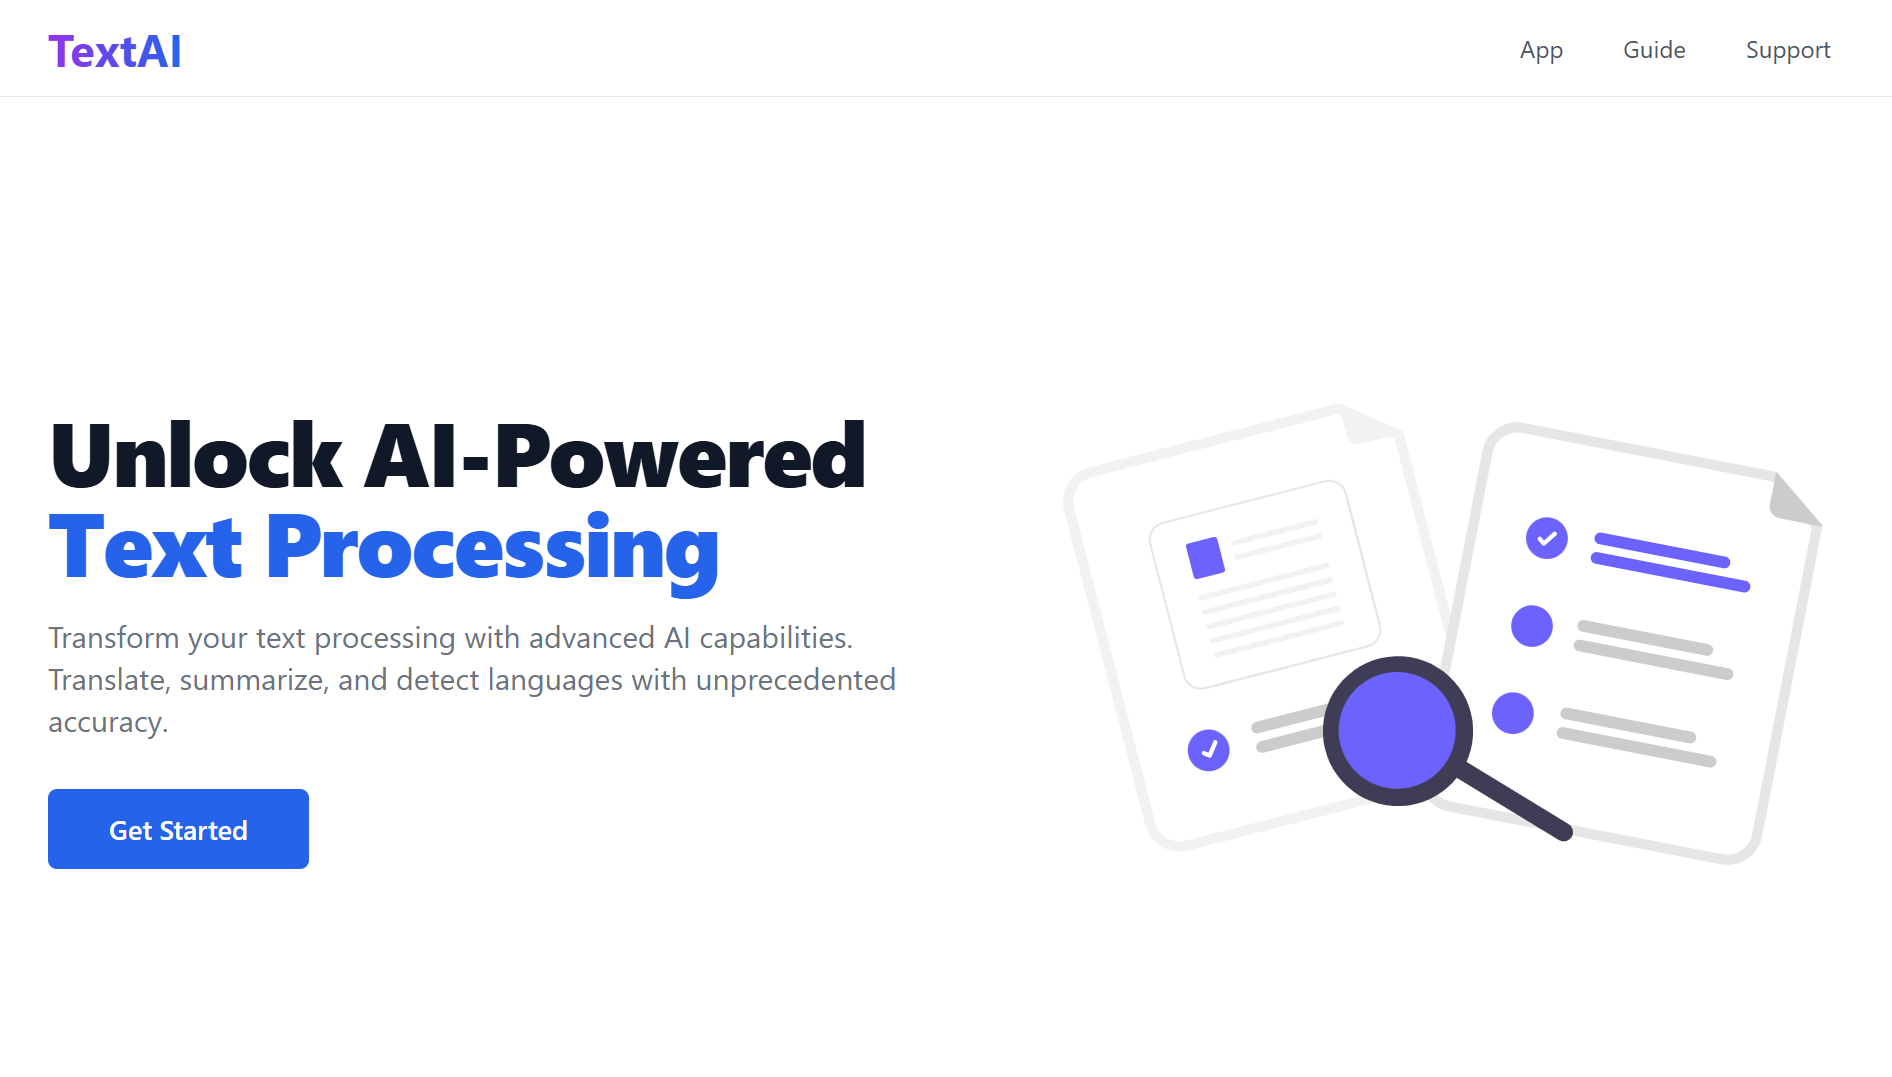 TextAI
App
Guide
Support
Unlock AI-Powered
Text Processing
Transform your text processing with advanced AI capabilities.
Translate, summarize, and detect languages with unprecedented
accuracy.
Get Started